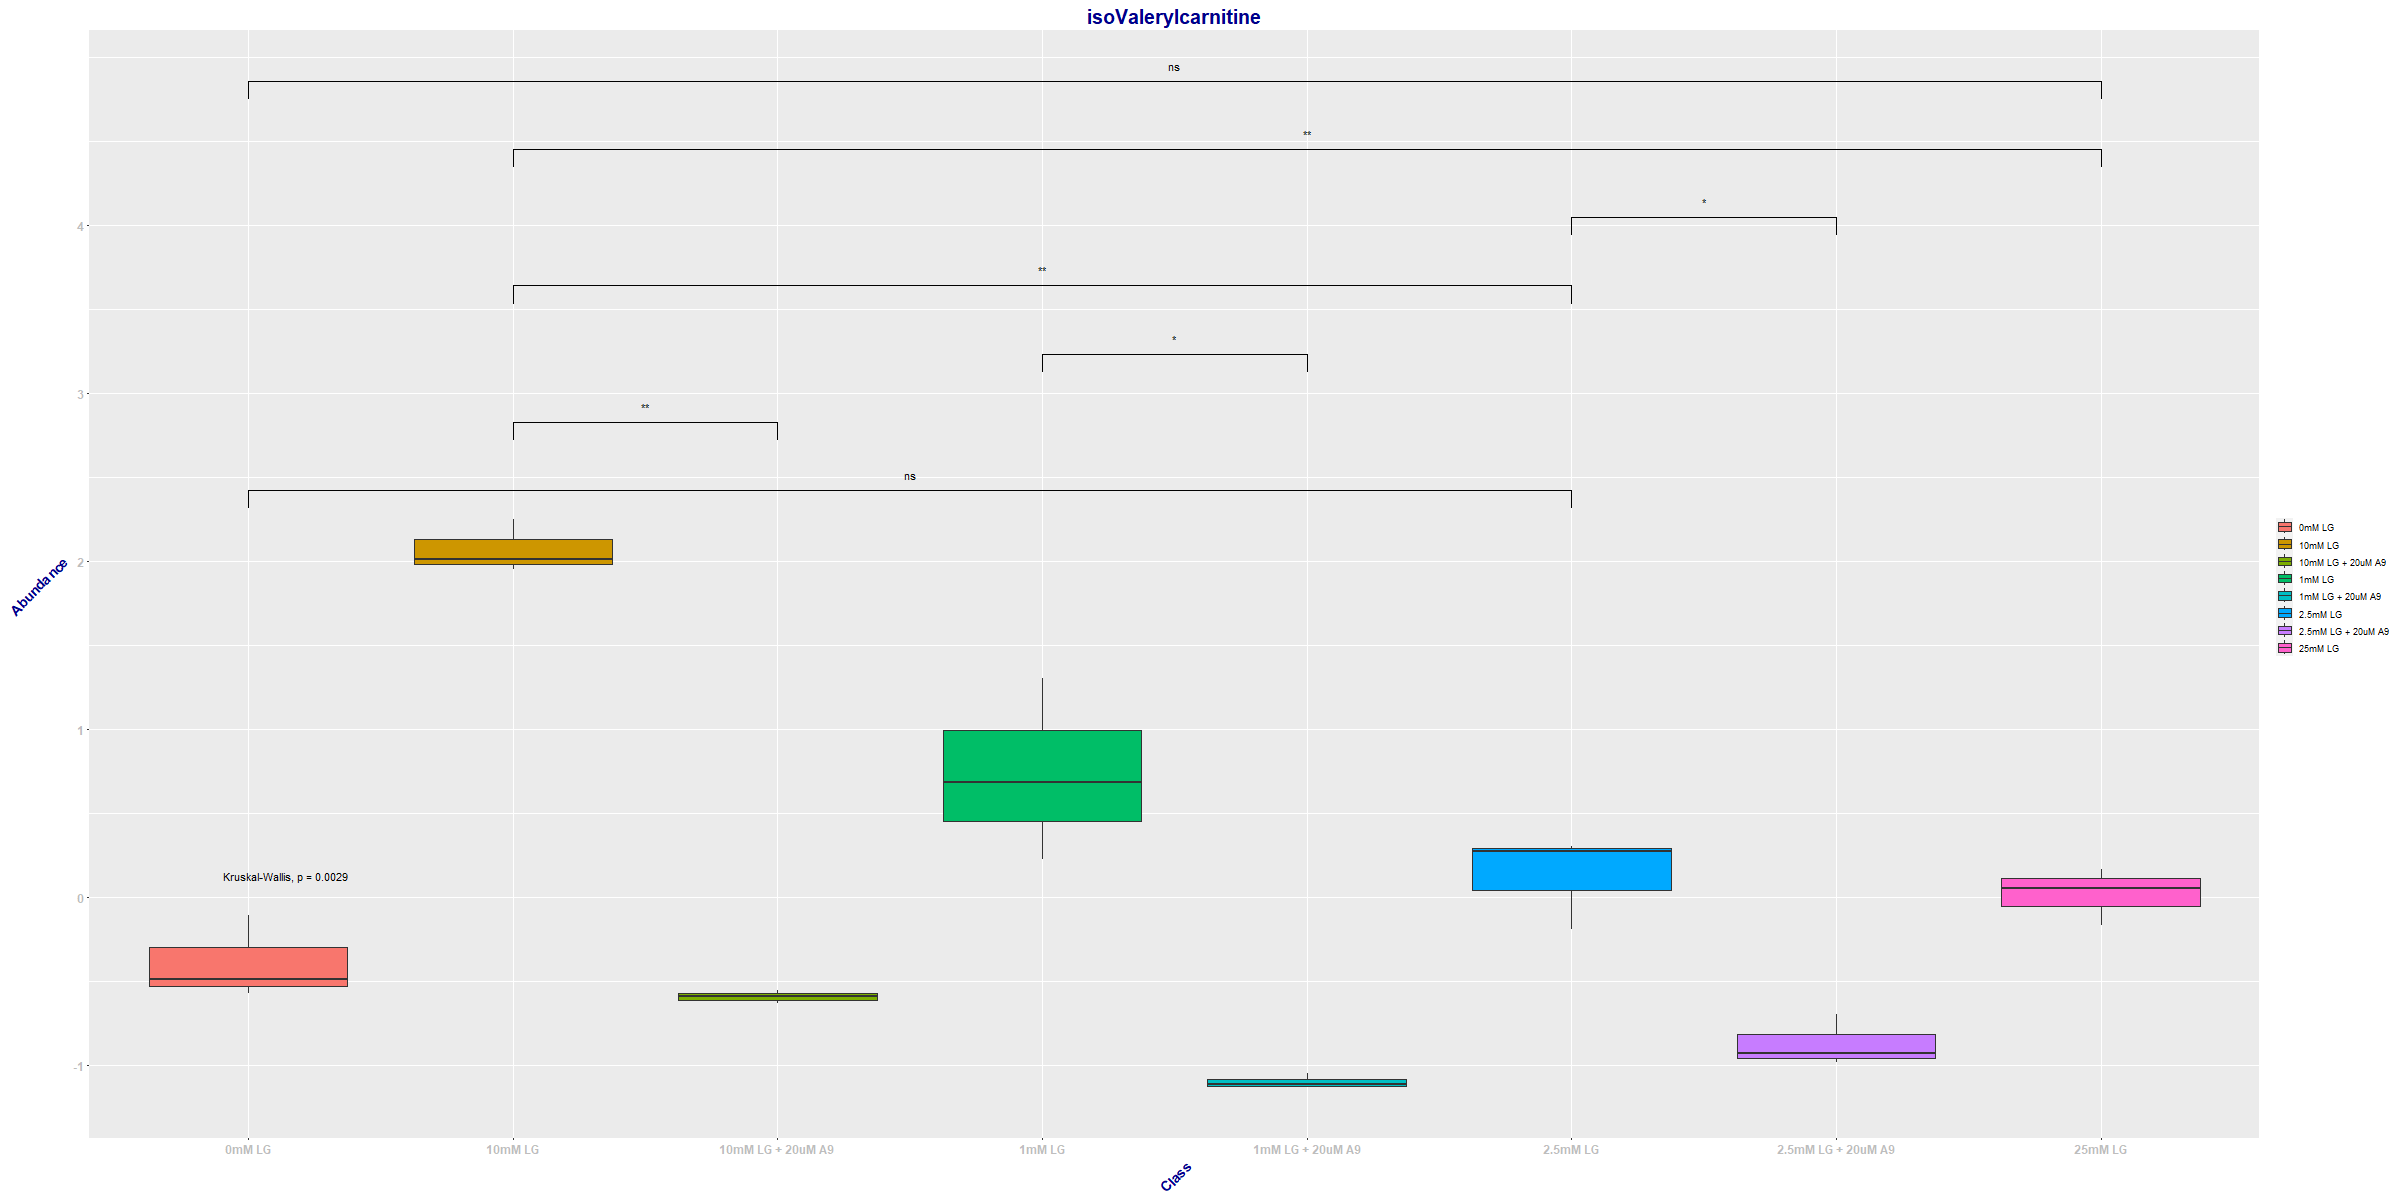 isoValerylcarnitine
ns
**
*
**
*
**
ns
Kruskal-Wallis, p = 0.0029
4
3
2
1
0
-1
Abundance
0mM LG
10mM LG
10mM LG + 20uM A9
1mM LG
1mM LG + 20uM A9
2.5mM LG
2.5mM LG + 20uM A9
25mM LG
Class
0mM LG
10mM LG
10mM LG + 20uM A9
1mM LG
1mM LG + 20uM A9
2.5mM LG
2.5mM LG + 20uM A9
25mM LG